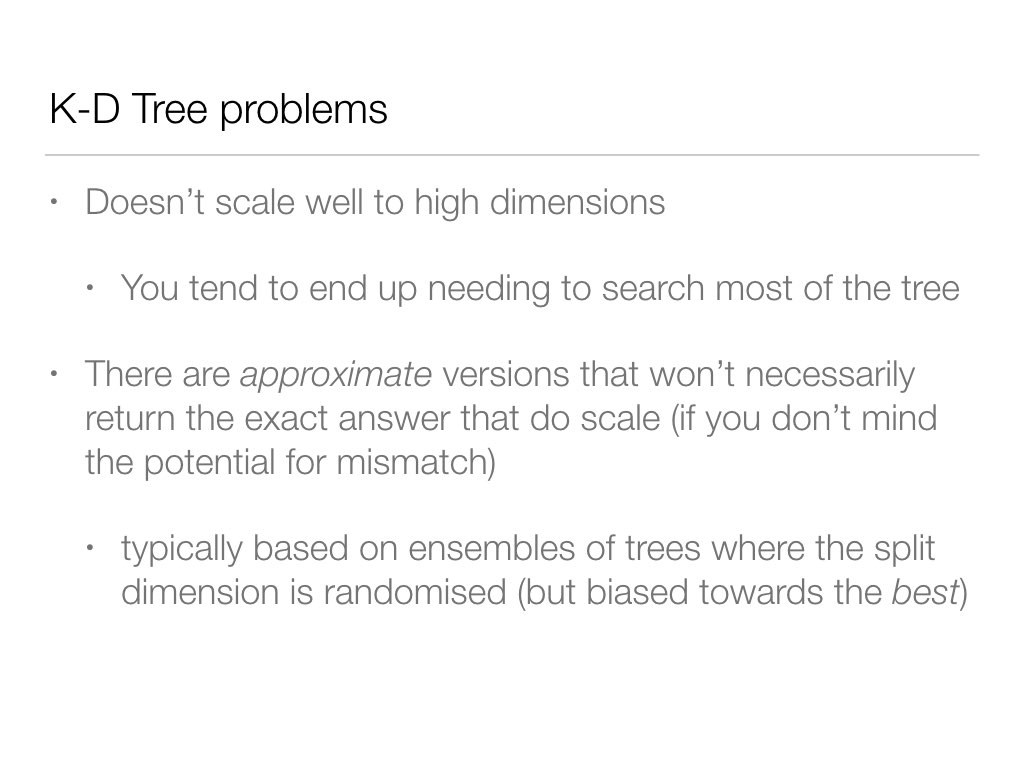 K-D Tree problems
• Doesn’t scale well to high dimensions
• You tend to end up needing to search most of the tree
• There are approximate versions that won’t necessarily
return the exact answer that do scale (if you don’t mind
the potential for mismatch)
• typically based on ensembles of trees where the split
dimension is randomised (but biased towards the best)